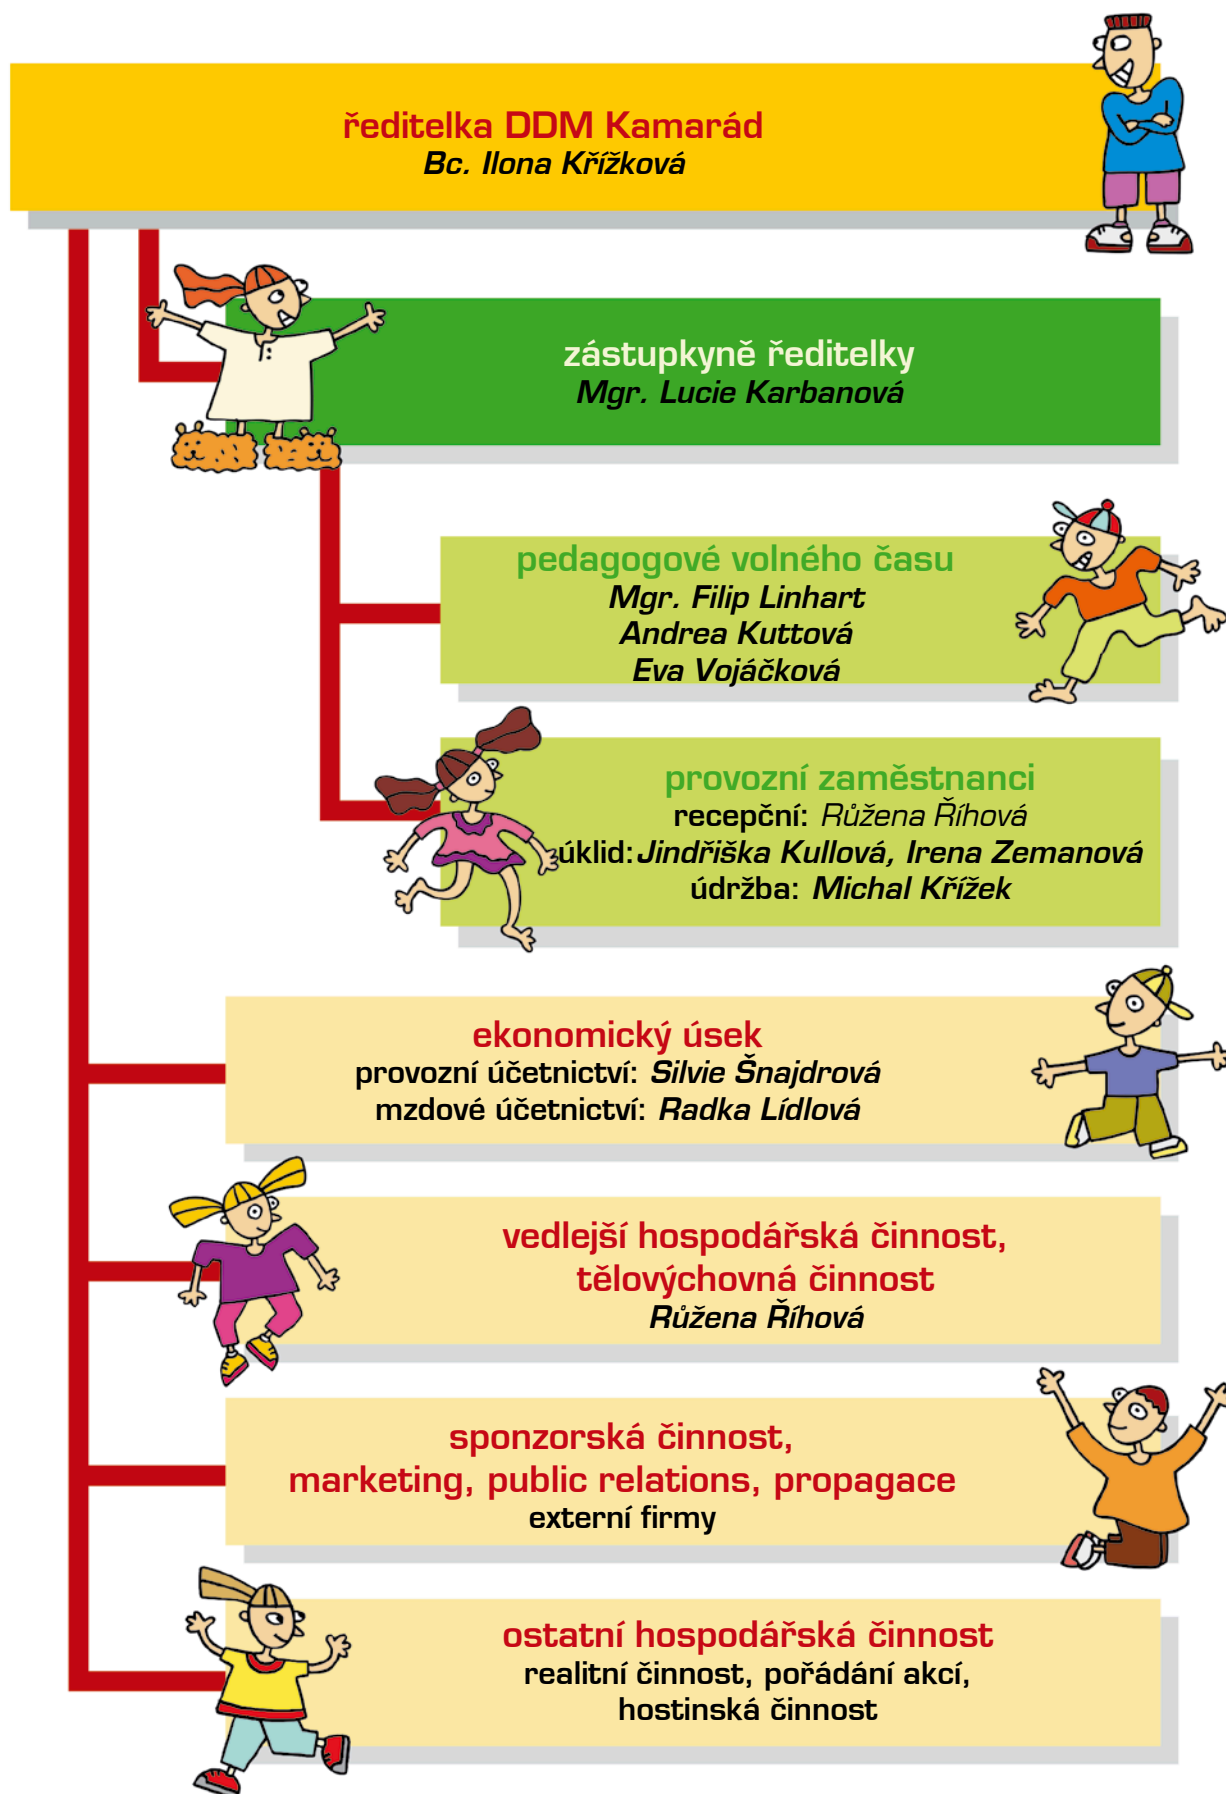 ředitelka DDM Kamarád
Bc. Ilona Křížková
zástupkyně ředitelky
Mgr. Lucie Karbanová
pedagogové volného času
Mgr. Filip Linhart
Andrea Kuttová
Eva Vojáčková
provozní zaměstnanci
recepční: Růžena Říhová
úklid: Jindřiška Kullová, Irena Zemanová
údržba: Michal Křížek
ekonomický úsek
provozní účetnictví: Silvie Šnajdrová
mzdové účetnictví: Radka Lídlová
vedlejší hospodářská činnost,
tělovýchovná činnost
Růžena Říhová
sponzorská činnost,
marketing, public relations, propagace
externí firmy
ostatní hospodářská činnost
realitní činnost, pořádání akcí,
hostinská činnost